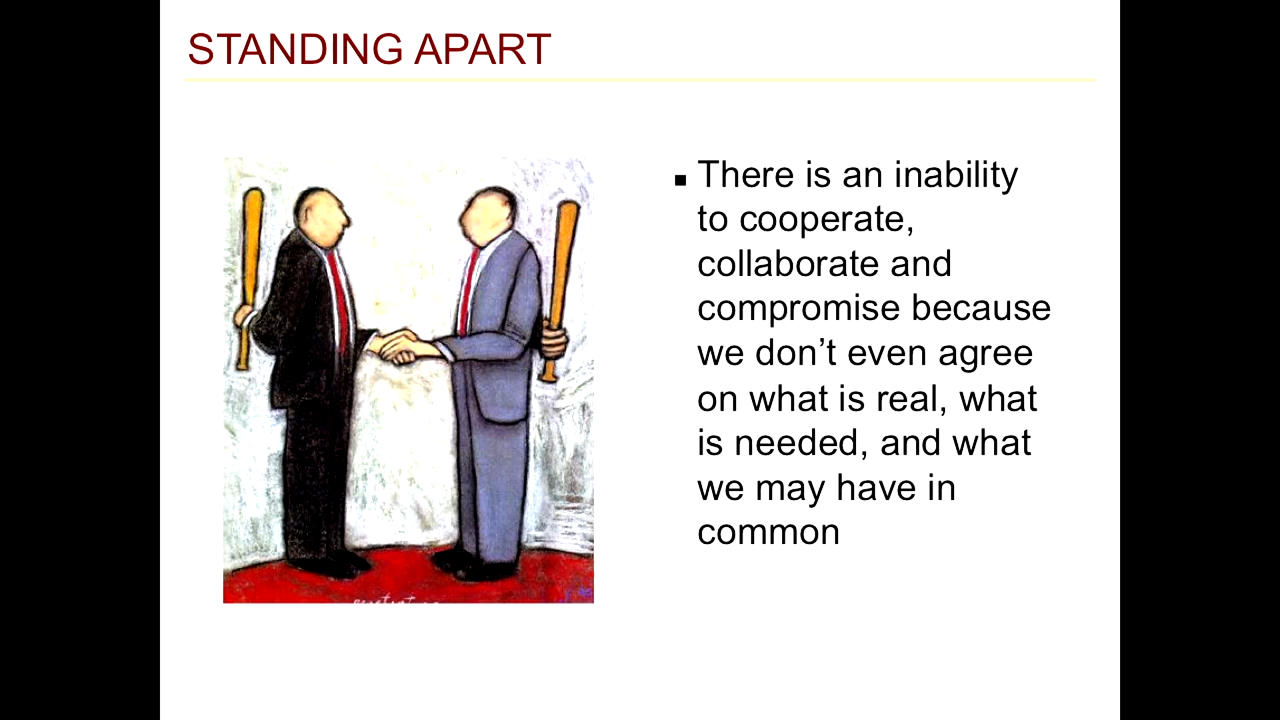 STANDING APART
▪ There is an inability
to cooperate,
collaborate and
compromise because
we don’t even agree
on what is real, what
is needed, and what
we may have in
common